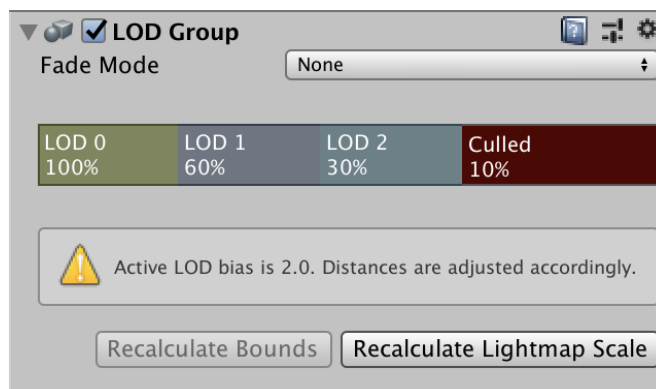 LOD Group
Fade Mode None
LOD 0 LOD 1 LOD 2 Culled
100% 60% 30% 10%
Active LOD bias is 2.0. Distances are adjusted accordingly.
Recalculate Bounds Recalculate Lightmap Scale